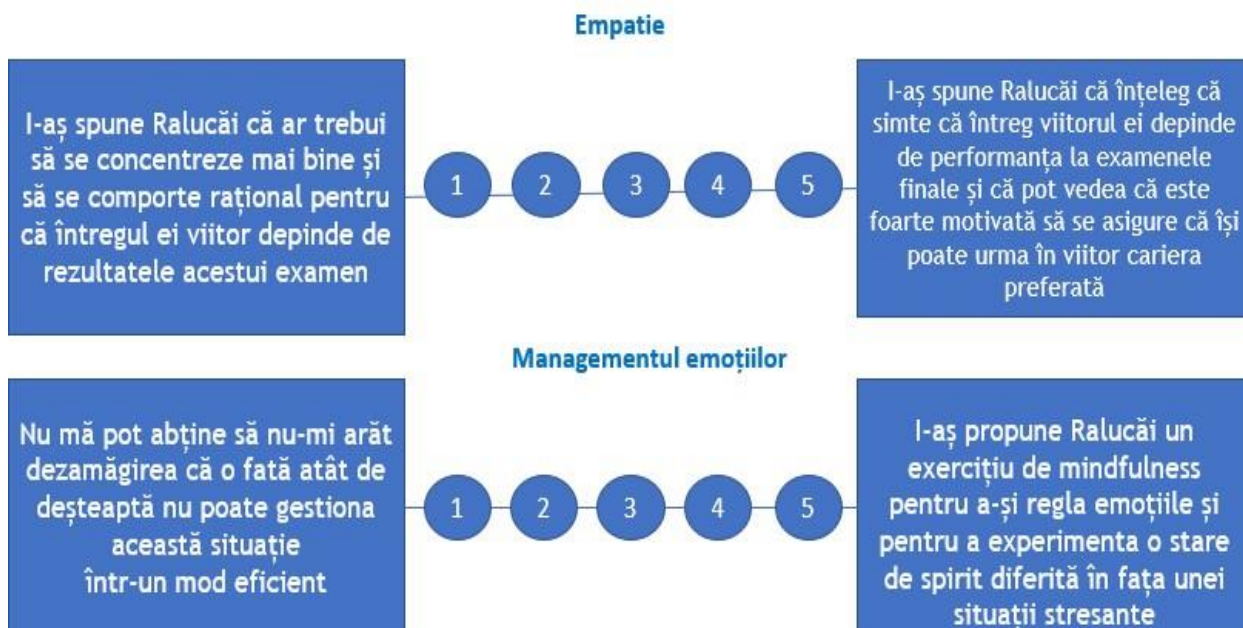 Empatie
I-aș spune Ralucăi că ar trebui
să se concentreze mai bine și
să se comporte rațional pentru
că întregul ei viitor depinde de
rezultatele acestui examen
1 2 3 4 5
I-aș spune Ralucăi că înțeleg că
simte că întreg viitorul ei depinde
de performanța la examenele
finale și că pot vedea că este
foarte motivată să se asigure că își
poate urma în viitor cariera
preferată
Managementul emoțiilor
Nu mă pot abține să nu-mi arăt
dezamăgirea că o fată atât de
deșteaptă nu poate gestiona
această situație
într-un mod eficient
1 2 3 4 5
I-aș propune Ralucăi un
exercițiu de mindfulness
pentru a-și regla emoțiile și
pentru a experimenta o stare
de spirit diferită în fața unei
situații stresante